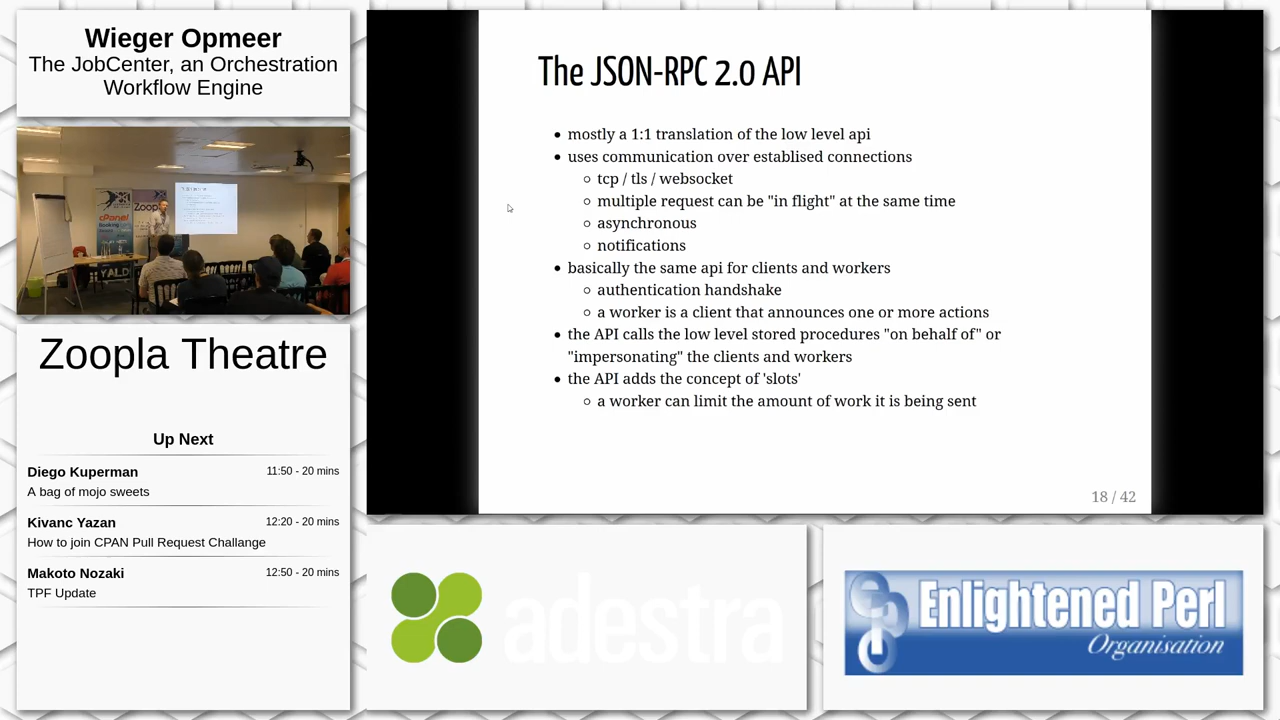 Wieger Opmeer
The JobCenter, an Orchestration
Workflow Engine
cPanel
Zoopla
YALD
Zoopla Theatre
Up Next
Diego Kuperman
11:50 - 20 mins
A bag of mojo sweets
Kivanc Yazan
12:20 - 20 mins
How to join CPAN Pull Request Challange
Makoto Nozaki
12:50 - 20 mins
TPF Update
The JSON-RPC 2.0 API
• mostly a 1:1 translation of the low level api
• uses communication over establised connections
◦ tcp / tls / websocket
◦ multiple request can be "in flight" at the same time
◦ asynchronous
◦ notifications
• basically the same api for clients and workers
◦ authentication handshake
◦ a worker is a client that announces one or more actions
• the API calls the low level stored procedures "on behalf of" or
"impersonating" the clients and workers
• the API adds the concept of 'slots'
◦ a worker can limit the amount of work it is being sent
18 / 42
adestra
Enlightened Perl
Organisation